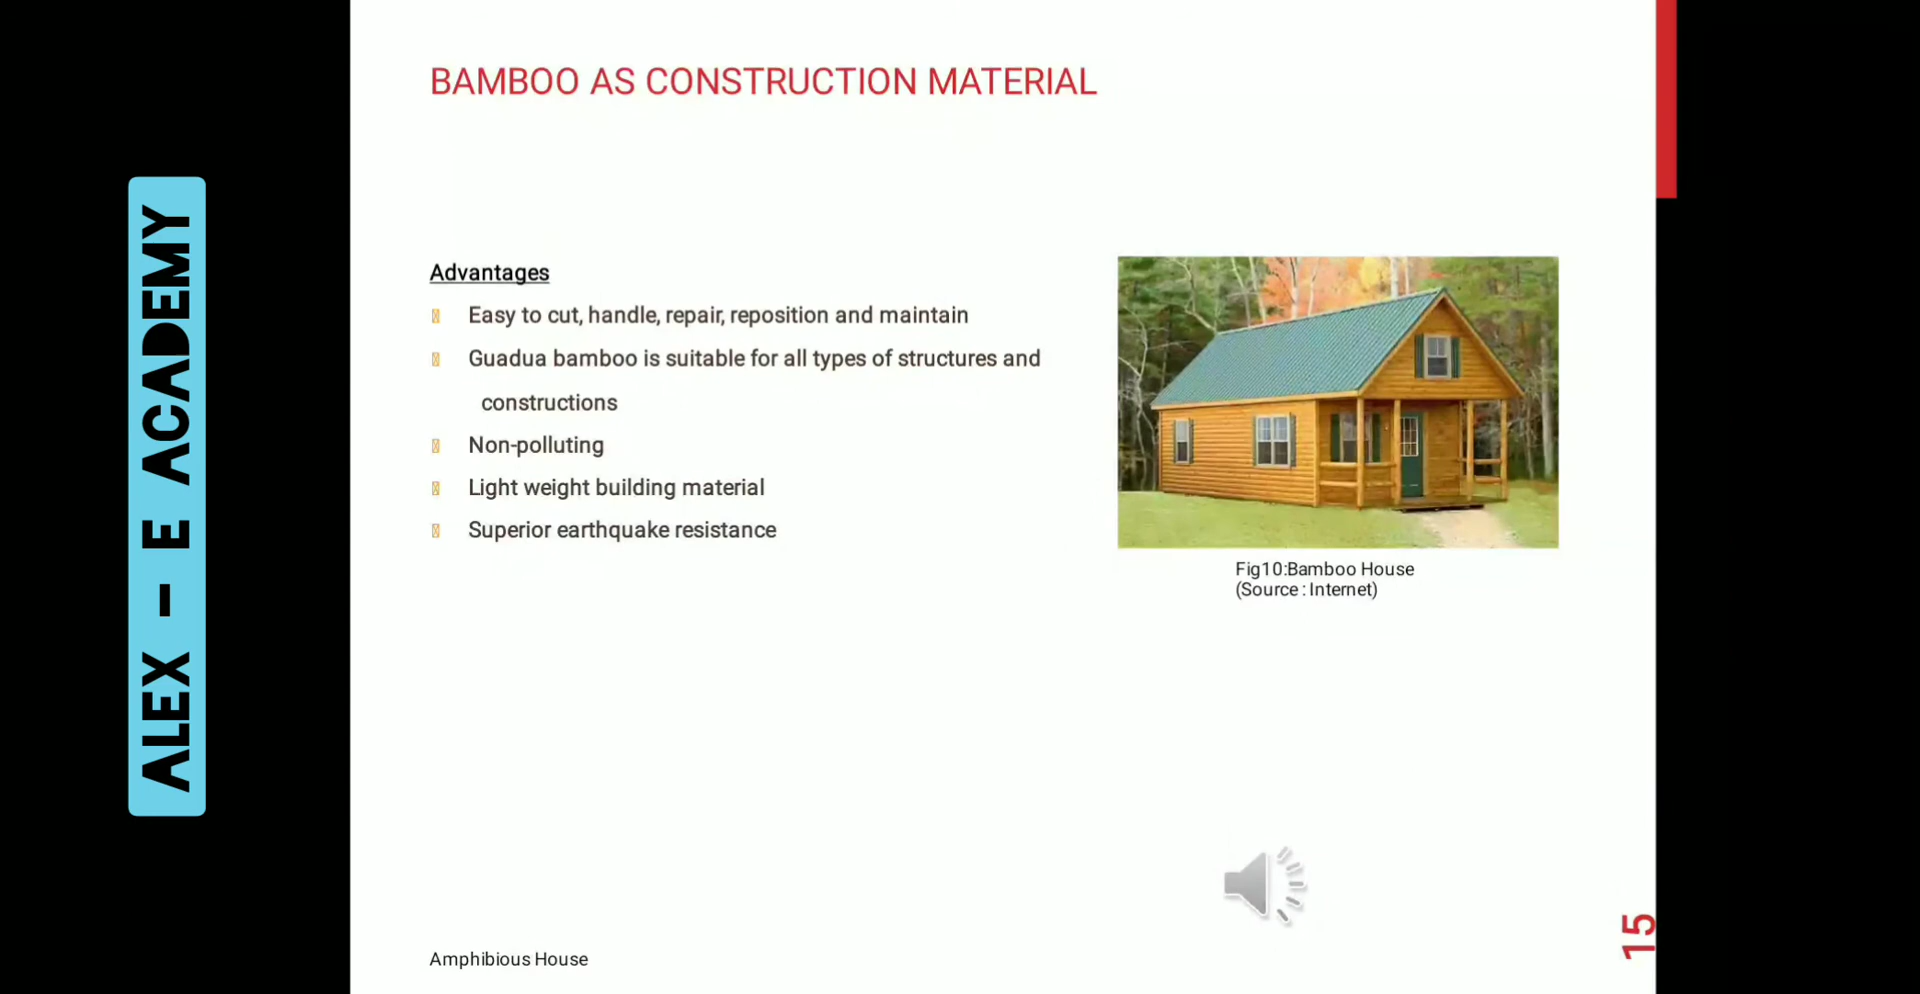 BAMBOO AS CONSTRUCTION MATERIAL
ALEX - E ACADEMY
Advantages
Easy to cut, handle, repair, reposition and maintain
Guadua bamboo is suitable for all types of structures and
constructions
Non-polluting
Light weight building material
Superior earthquake resistance
Fig10:Bamboo House
(Source : Internet)
Amphibious House
15